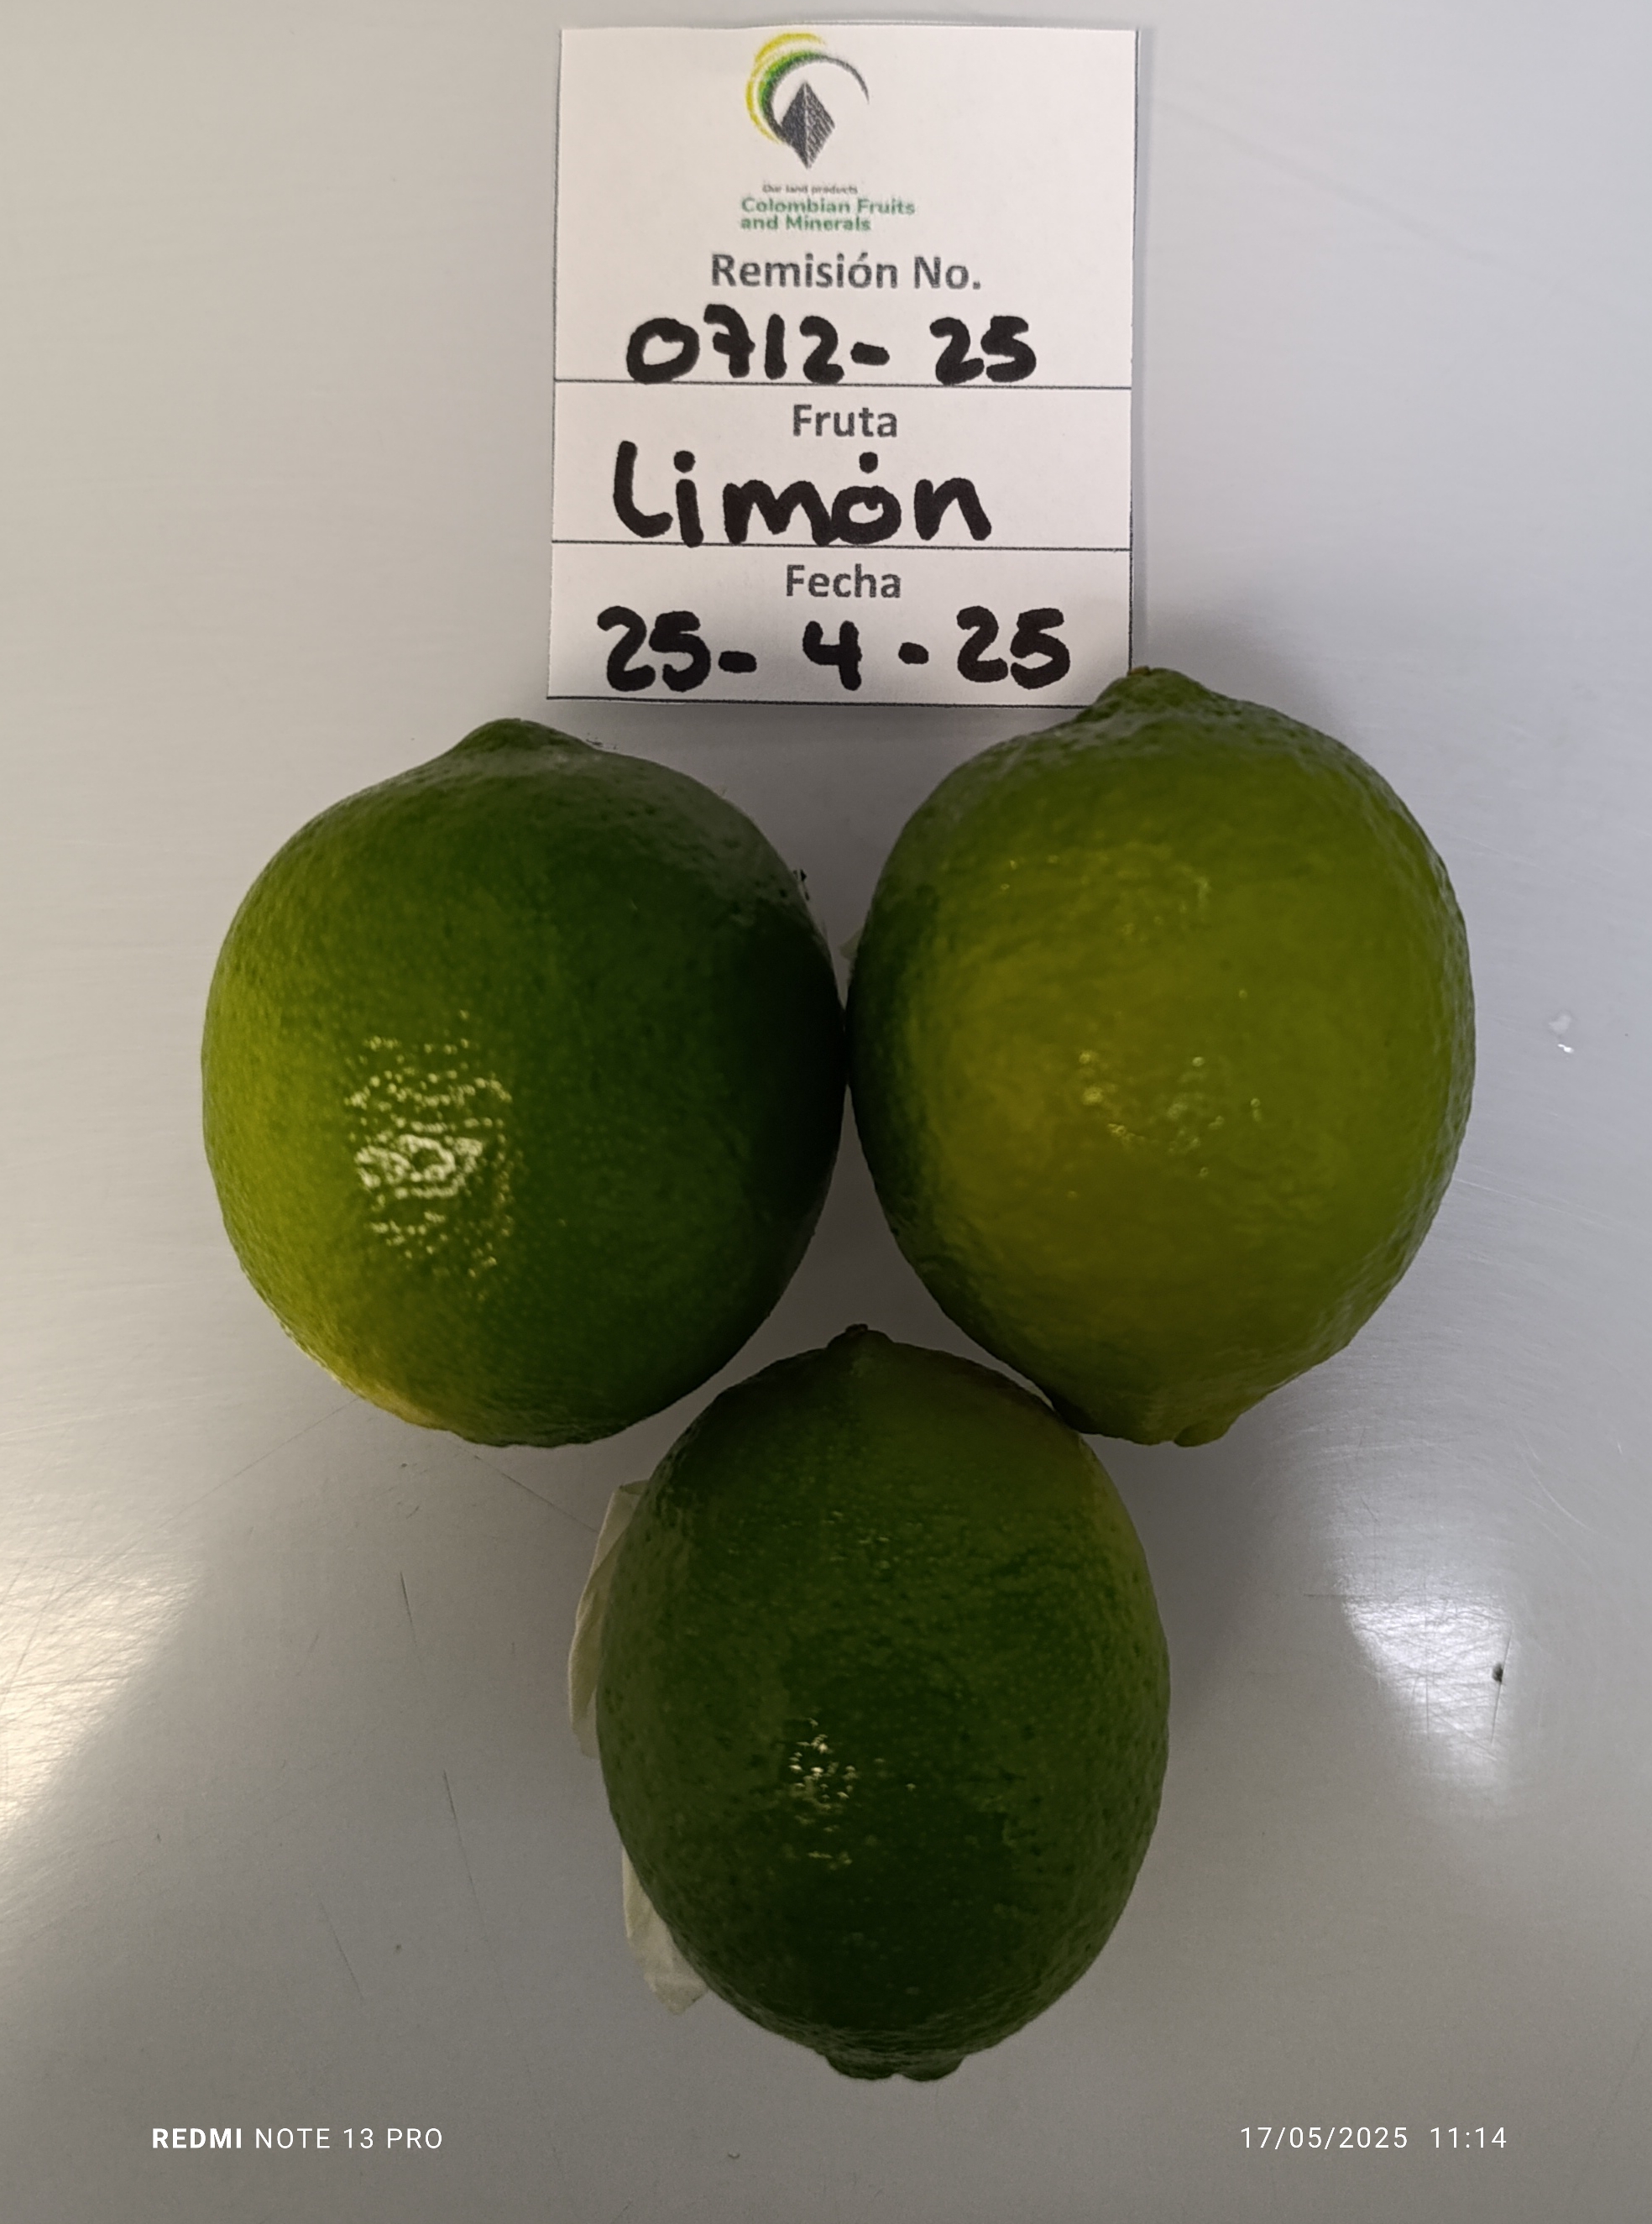 Our land products
Colombian Fruits
and Minerals
Remisión No.
0712- 25
Fruta
Limón
Fecha
25- 4 - 25
REDMI NOTE 13 PRO
17/05/2025 11:14